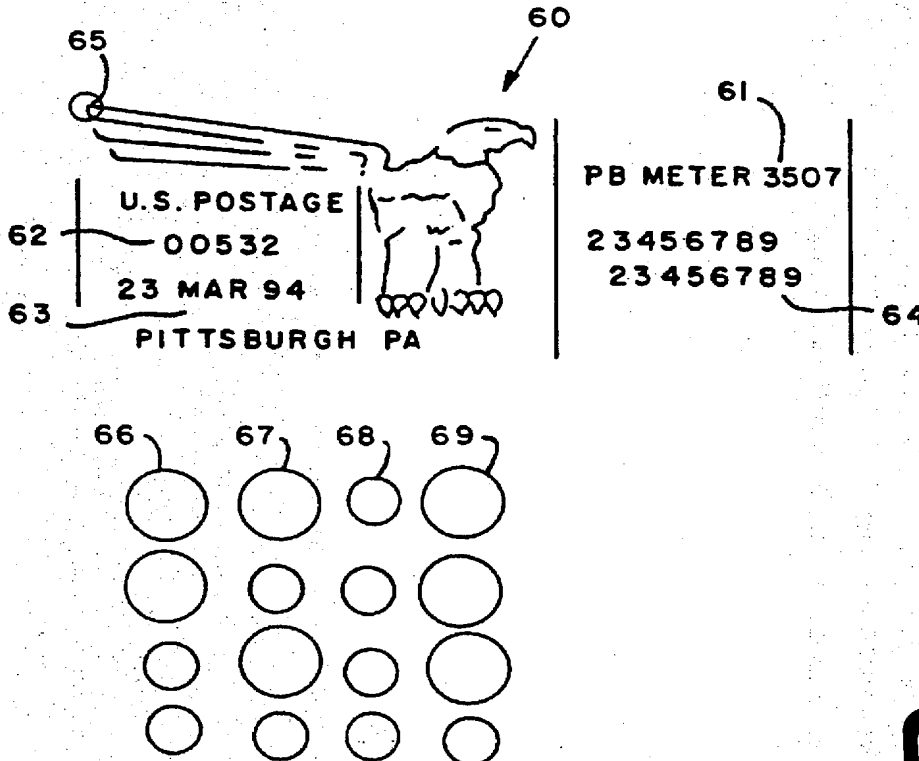 65
60
61
PB METER 3507
U.S. POSTAGE
62
00532
23456789
23 MAR 94
23456789
63
64
PITTSBURGH PA
66 67 68 69